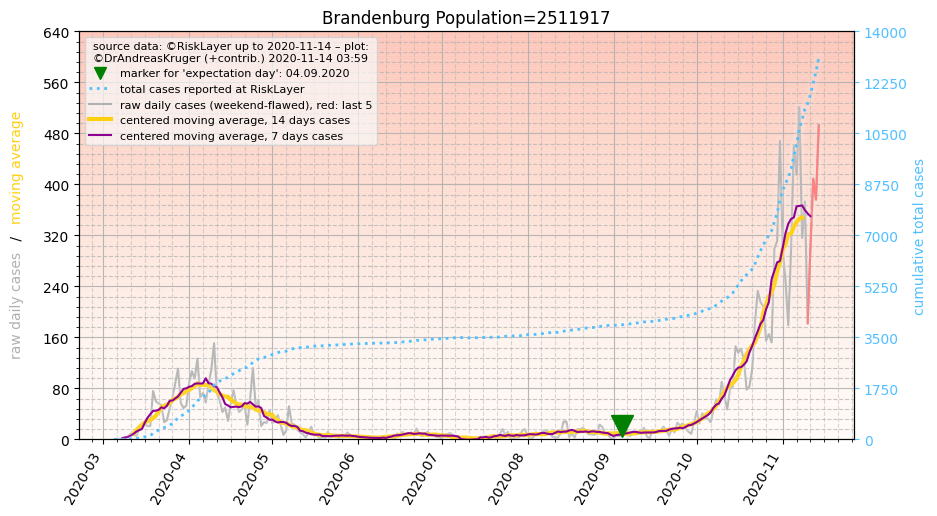 Brandenburg Population=2511917
source data: ©RiskLayer up to 2020-11-14 – plot:
©DrAndreasKruger (+contrib.) 2020-11-14 03:59
marker for 'expectation day': 04.09.2020
total cases reported at RiskLayer
raw daily cases (weekend-flawed), red: last 5
centered moving average, 14 days cases
centered moving average, 7 days cases
raw daily cases / moving average
640
560
480
400
320
240
160
80
0
14000
12250
10500
8750
7000
5250
3500
1750
0
cumulative total cases
2020-03
2020-04
2020-05
2020-06
2020-07
2020-08
2020-09
2020-10
2020-11